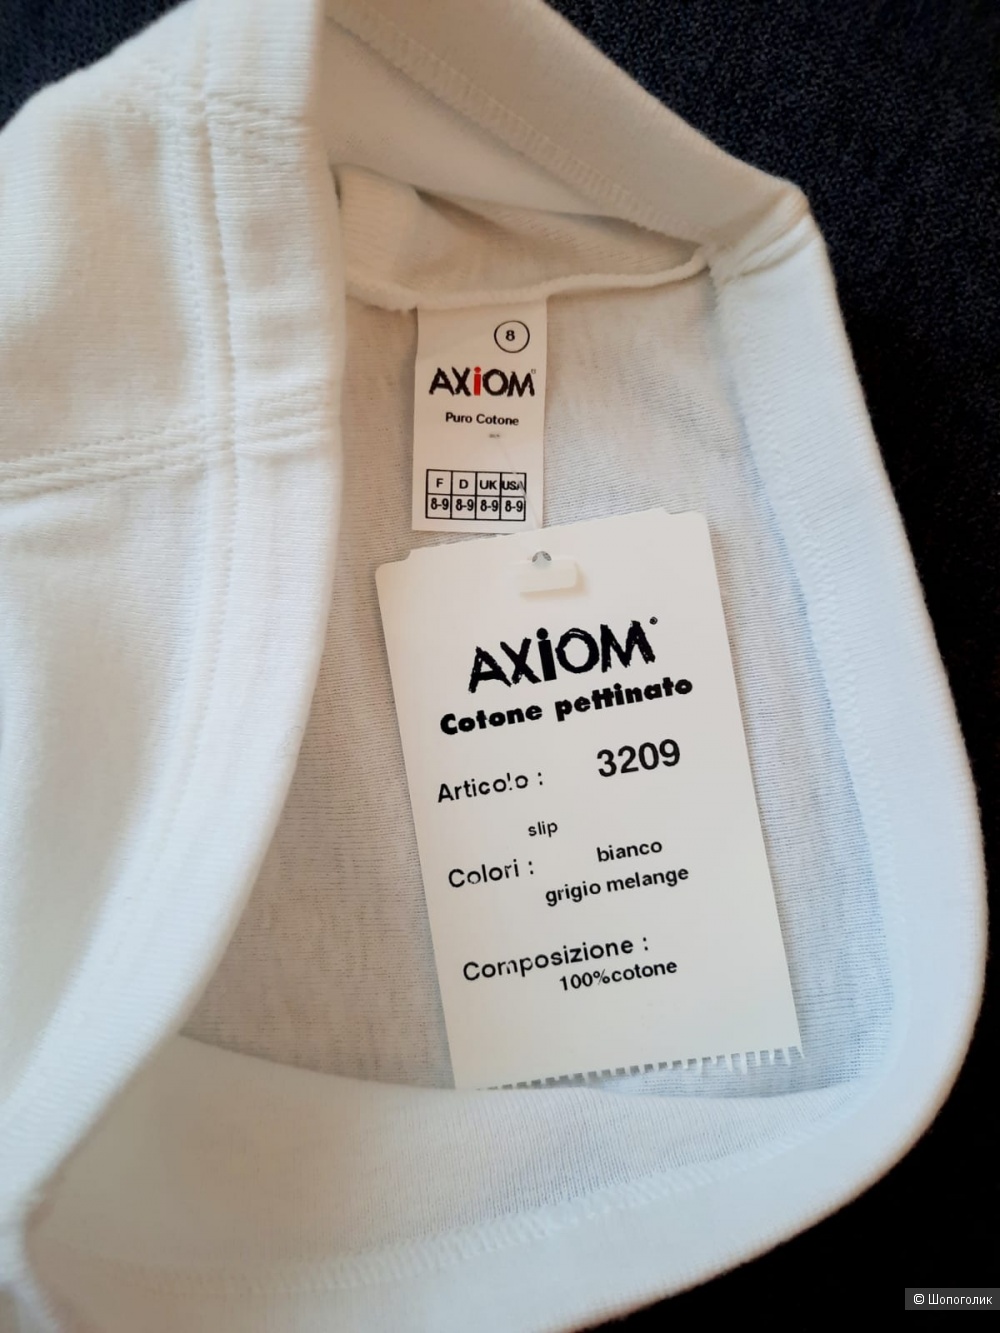 8
AXiOM
Puro Cotone
F D UK USA
8-9 8-9 8-9 8-9
AXiOM®
Cotone pettinato
Articolo : 3209
slip
Colori : bianco
grigio melange
Composizione :
100%cotone
© Шопоголик